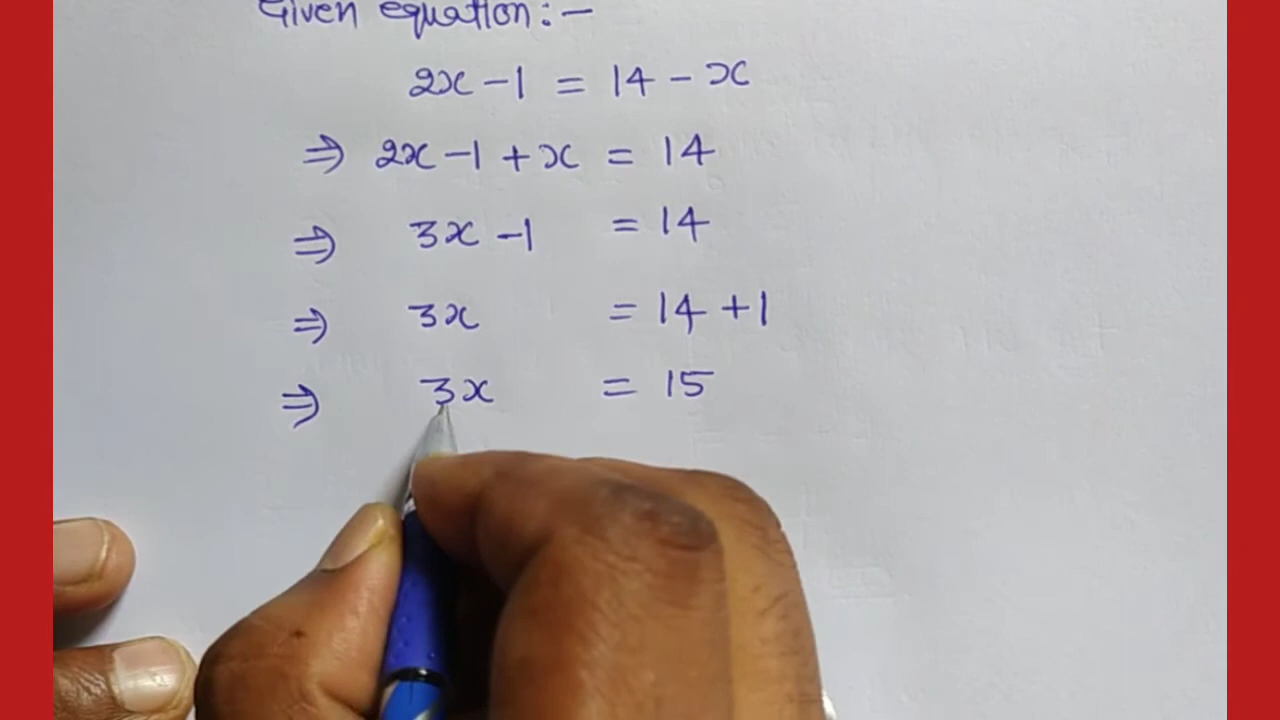 Given equation:-
2x-1 = 14-x
⇒ 2x-1+x = 14
⇒ 3x-1 = 14
⇒ 3x = 14+1
⇒ 3x = 15